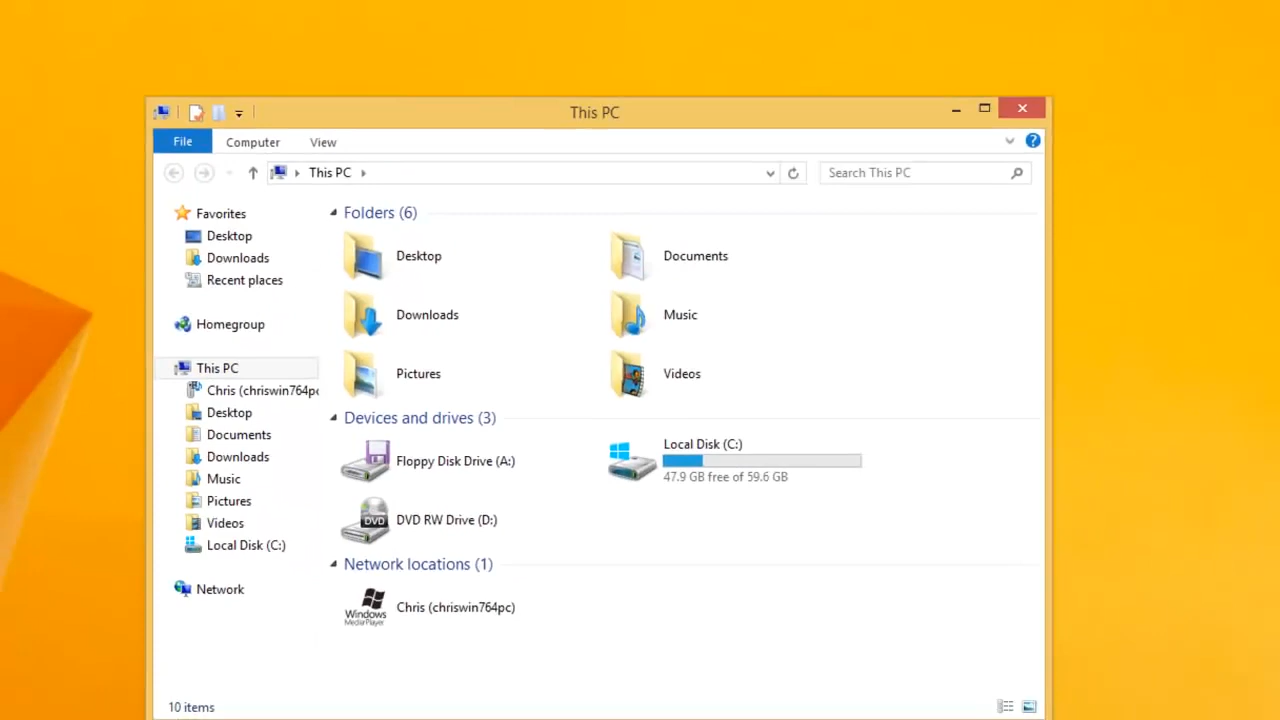 This PC
File Computer View
This PC
Search This PC
Favorites
Desktop
Downloads
Recent places
Homegroup
This PC
Chris (chriswin764pc
Desktop
Documents
Downloads
Music
Pictures
Videos
Local Disk (C:)
Network
Folders (6)
Desktop
Documents
Downloads
Music
Pictures
Videos
Devices and drives (3)
Floppy Disk Drive (A:)
Local Disk (C:)
47.9 GB free of 59.6 GB
DVD
DVD RW Drive (D:)
Network locations (1)
Windows
MediaPlayer
Chris (chriswin764pc)
10 items